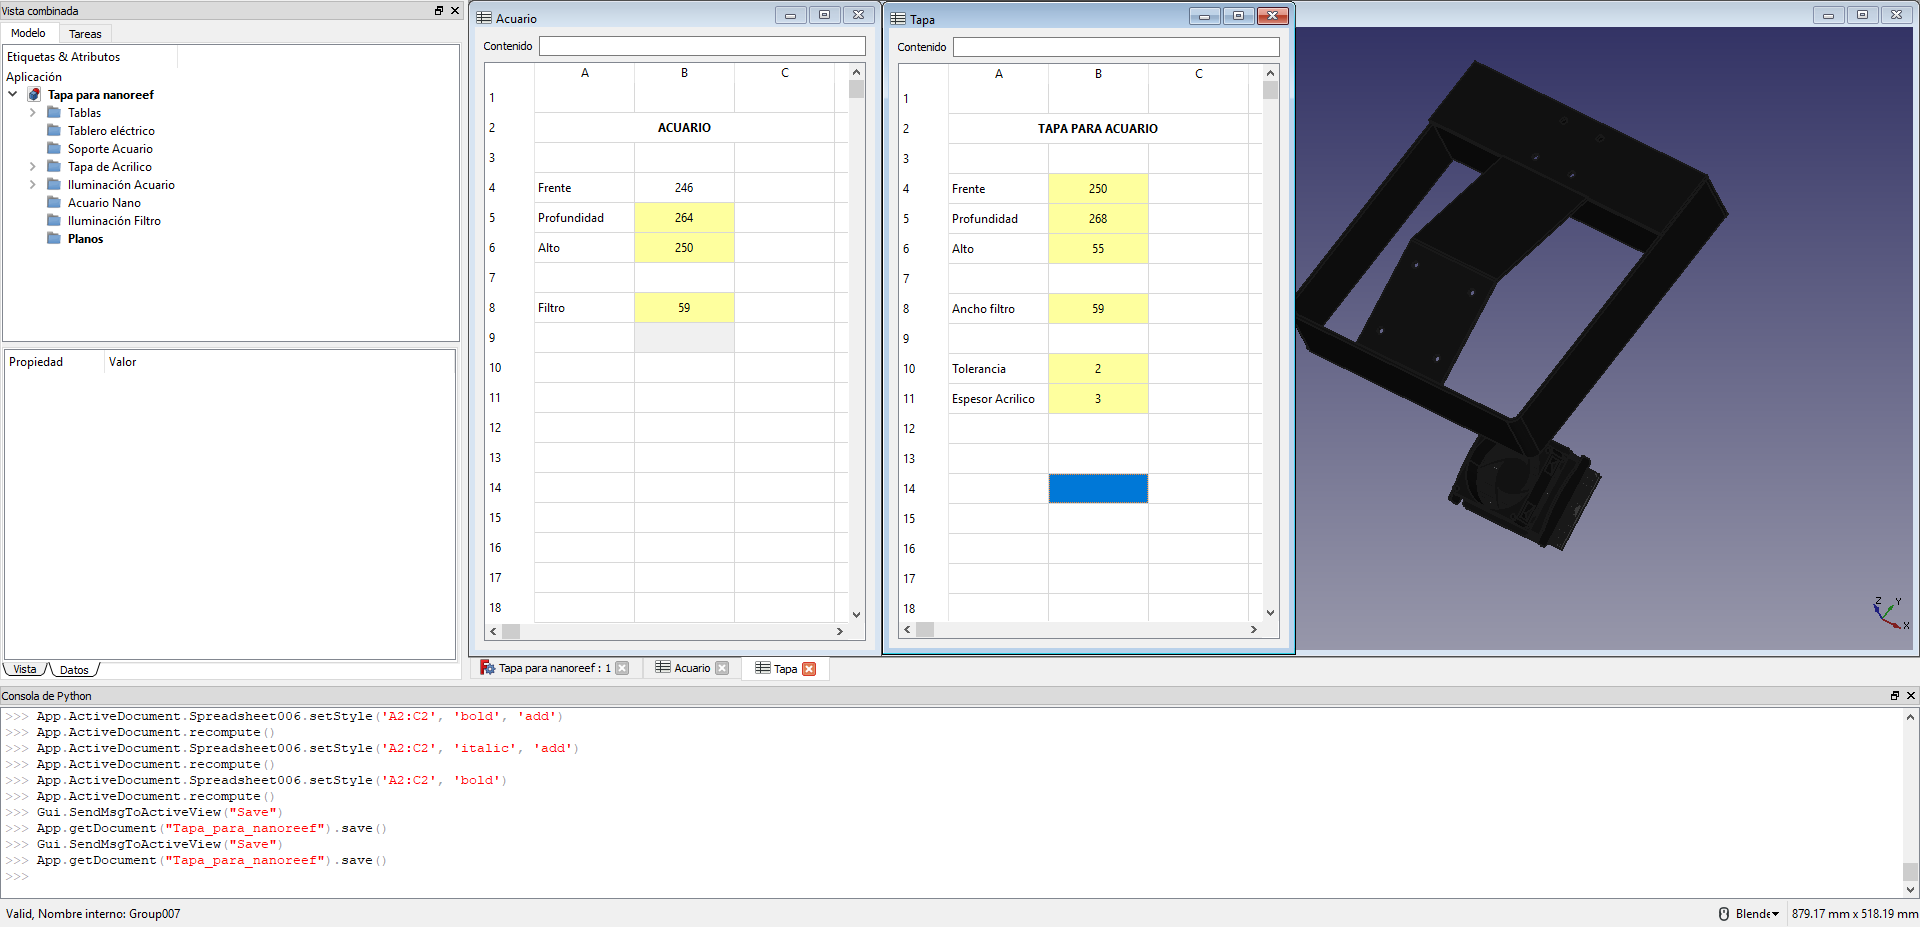 Vista combinada
Modelo
Tareas
Etiquetas & Atributos
Aplicación
Tapa para nanoreef
Tablas
Tablero eléctrico
Soporte Acuario
Tapa de Acrilico
Iluminación Acuario
Acuario Nano
Iluminación Filtro
Planos
Propiedad Valor
Vista
Datos
Acuario
Contenido
A B C
1
2 ACUARIO
3
4 Frente 246
5 Profundidad 264
6 Alto 250
7
8 Filtro 59
9
10
11
12
13
14
15
16
17
18
Tapa
Contenido
A B C
1
2 TAPA PARA ACUARIO
3
4 Frente 250
5 Profundidad 268
6 Alto 55
7
8 Ancho filtro 59
9
10 Tolerancia 2
11 Espesor Acrilico 3
12
13
14
15
16
17
18
Z Y X
Tapa para nanoreef : 1
Acuario
Tapa
Consola de Python
>>> App.ActiveDocument.Spreadsheet006.setStyle('A2:C2', 'bold', 'add')
>>> App.ActiveDocument.recompute()
>>> App.ActiveDocument.Spreadsheet006.setStyle('A2:C2', 'italic', 'add')
>>> App.ActiveDocument.recompute()
>>> App.ActiveDocument.Spreadsheet006.setStyle('A2:C2', 'bold')
>>> App.ActiveDocument.recompute()
>>> Gui.SendMsgToActiveView("Save")
>>> App.getDocument("Tapa_para_nanoreef").save()
>>> Gui.SendMsgToActiveView("Save")
>>> App.getDocument("Tapa_para_nanoreef").save()
>>>
Valid, Nombre interno: Group007
Blende
879.17 mm x 518.19 mm